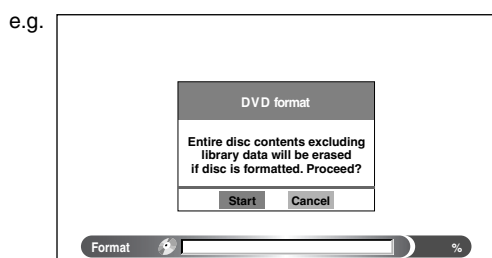 e.g.
DVD format
Entire disc contents excluding
library data will be erased
if disc is formatted. Proceed?
Start Cancel
Format %